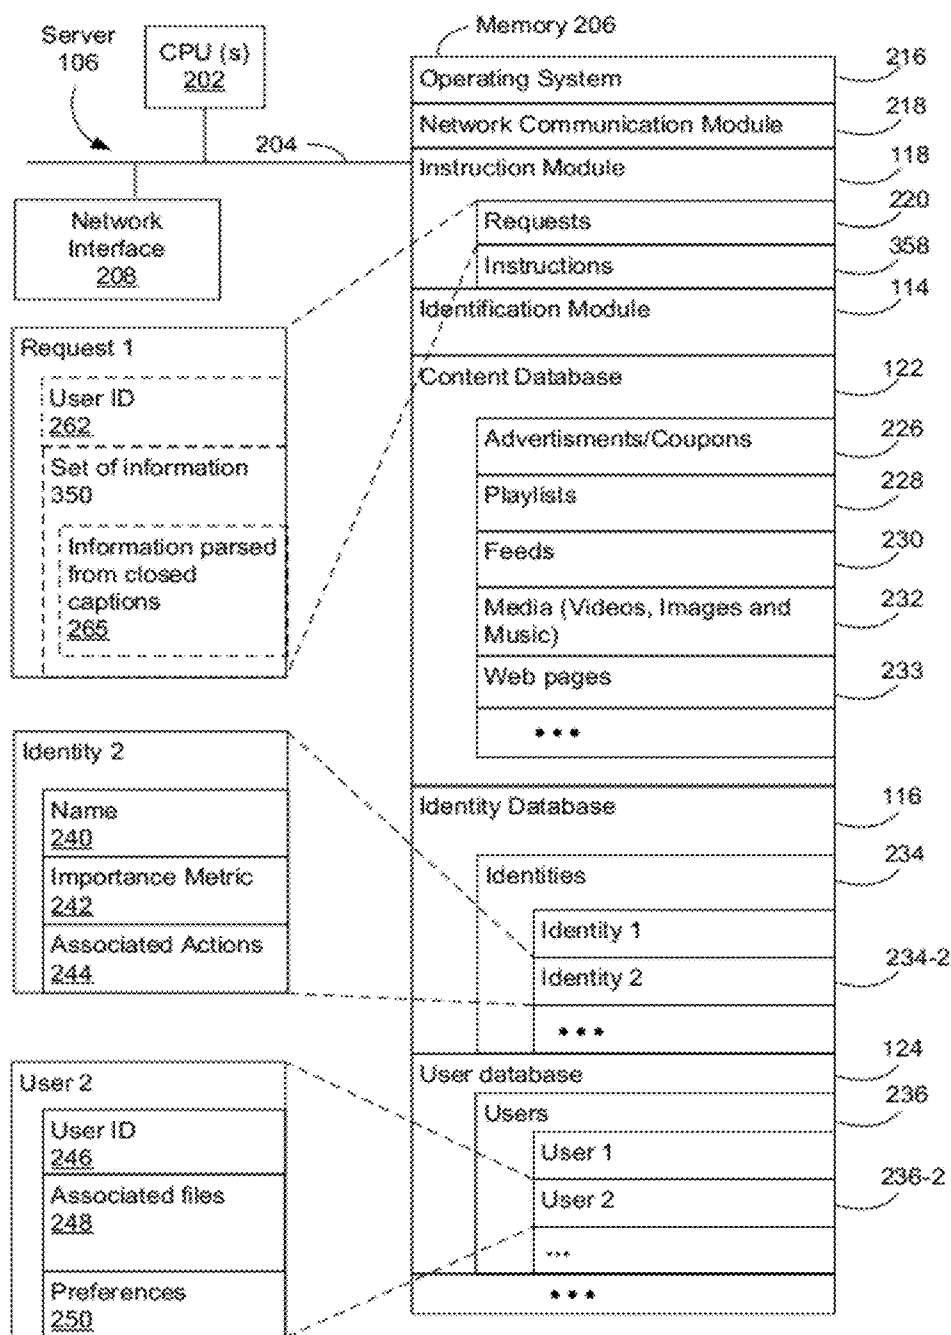 Server
106
CPU (s)
202
204
Network
Interface
208
Memory 206
Operating System
216
Network Communication Module
218
Instruction Module
118
Requests
220
Instructions
358
Identification Module
114
Content Database
122
Advertisments/Coupons
226
Playlists
228
Feeds
230
Media (Videos, Images and
Music)
232
Web pages
233
•••
Identity Database
116
Identities
234
Identity 1
Identity 2
234-2
•••
User database
124
Users
236
User 1
User 2
236-2
...
•••
Request 1
User ID
262
Set of information
350
Information parsed
from closed
captions
265
Identity 2
Name
240
Importance Metric
242
Associated Actions
244
User 2
User ID
246
Associated files
248
Preferences
250